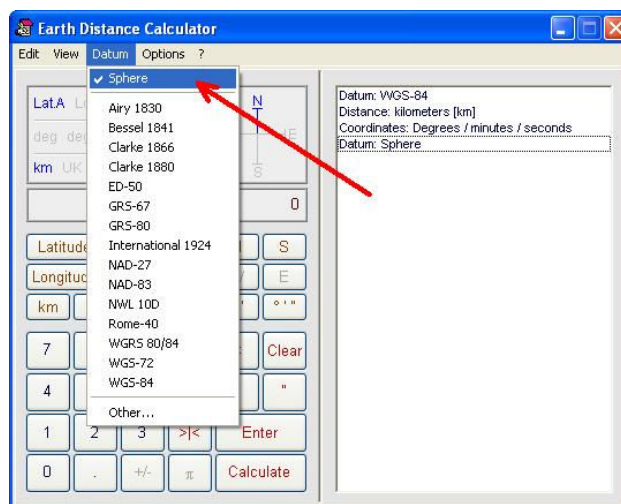 Earth Distance Calculator
Edit View Datum Options ?
Sphere
Airy 1830
Bessel 1841
Clarke 1866
Clarke 1880
ED-50
GRS-67
GRS-80
International 1924
NAD-27
NAD-83
NWL 10D
Rome-40
WGRS 80/84
WGS-72
WGS-84
Other...
Lat.A
N
deg
E
km UK
S
0
Latitude
S
E
km
° ' "
7
Clear
4
"
1 2 3 >|< Enter
0 . +/- π Calculate
Datum: WGS-84
Distance: kilometers [km]
Coordinates: Degrees / minutes / seconds
Datum: Sphere